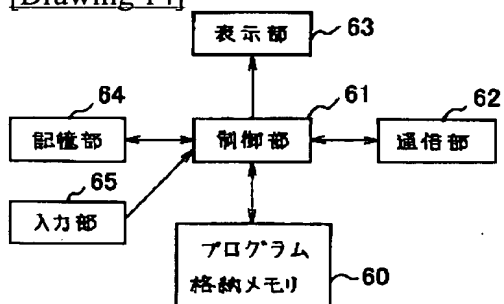 [Drawing 14]
表示部
63
64
61
62
記憶部
制御部
通信部
65
入力部
プログラム
格納メモリ
60